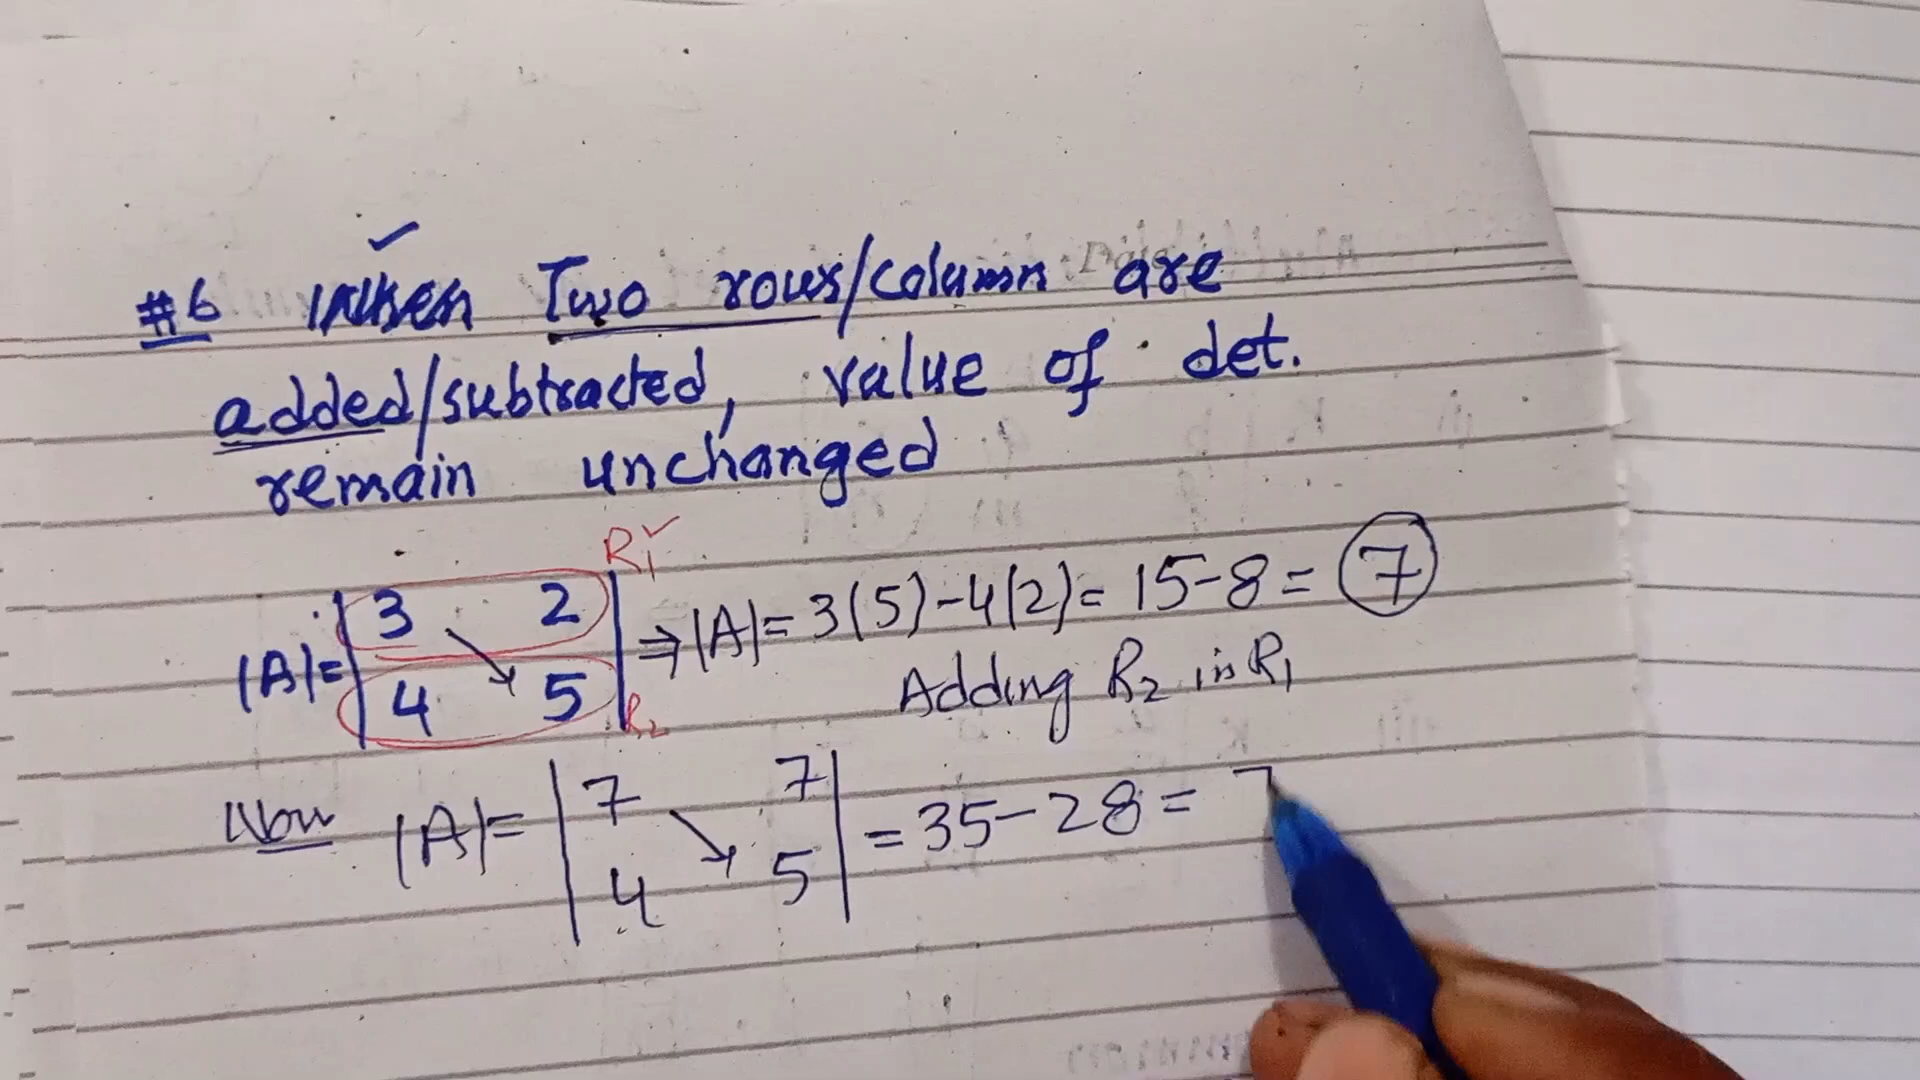 #6 When Two rows/column are
added/subtracted, value of det.
remain unchanged
R1
|A|= |3 2| ⇒ |A|= 3(5)-4(2)= 15-8= 7
|4 5| R2
Adding R2 in R1
Now |A|= |7 7| = 35-28= 7
|4 5|